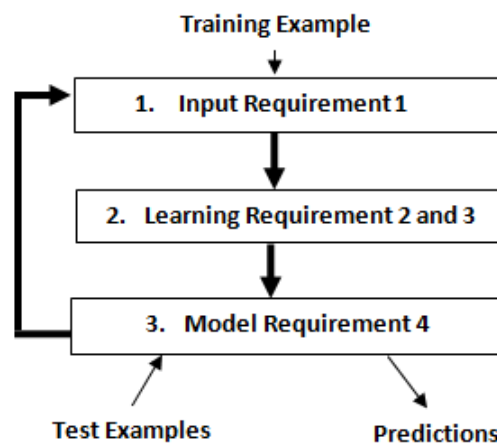 Training Example
1. Input Requirement 1
2. Learning Requirement 2 and 3
3. Model Requirement 4
Test Examples
Predictions